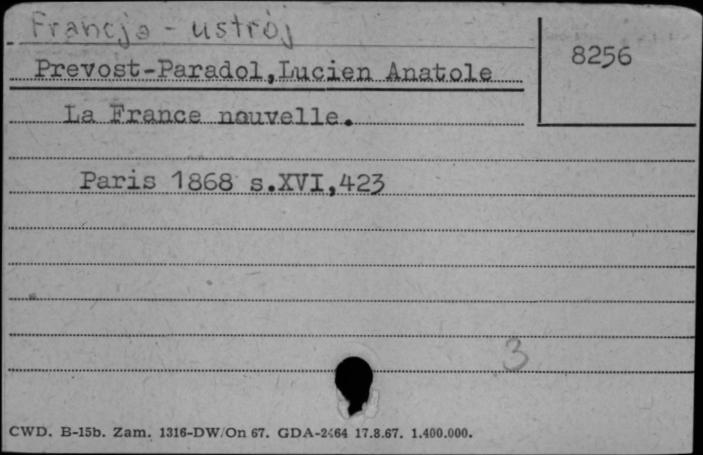 Francja - ustrój
8256
Prevost-Paradol,Lucien Anatole
La France nouvelle.
Paris 1868 s.XVI,423
3
CWD. B-15b. Zam. 1316-DW/On 67. GDA-2464 17.8.67. 1.400.000.